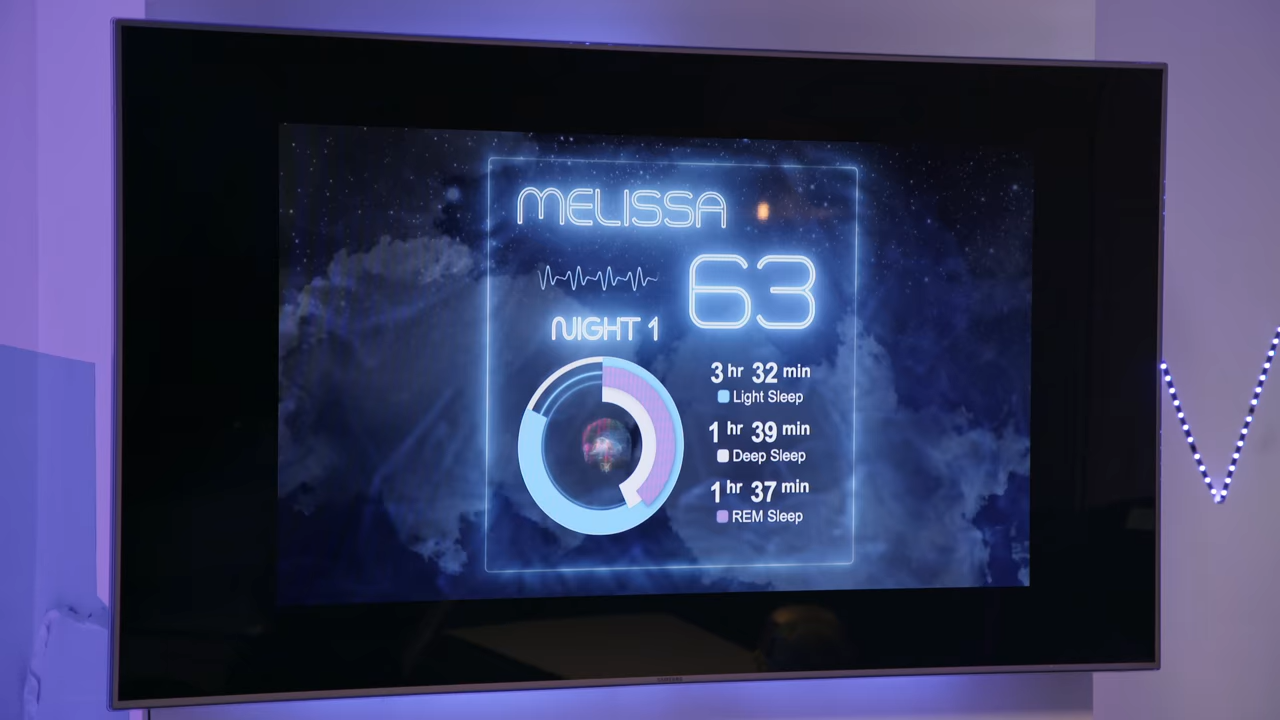 MELISSA
63
NIGHT 1
3 hr 32 min
Light Sleep
1 hr 39 min
Deep Sleep
1 hr 37 min
REM Sleep
SAMSUNG